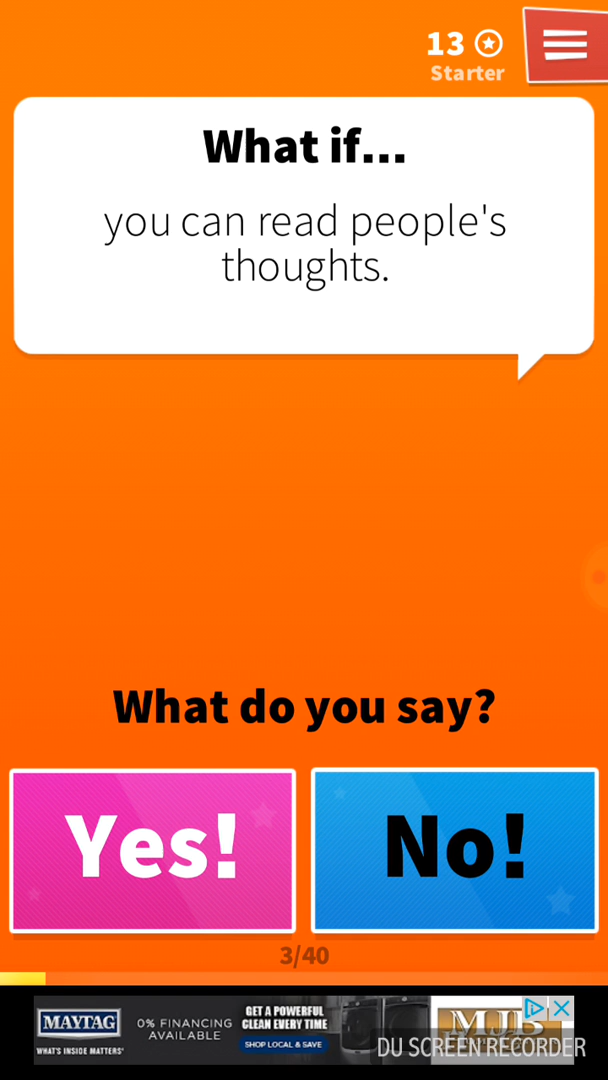 13
Starter
What if...
you can read people's
thoughts.
What do you say?
Yes!
No!
3/40
MAYTAG
WHAT'S INSIDE MATTERS
0% FINANCING
AVAILABLE
GET A POWERFUL
CLEAN EVERY TIME
SHOP LOCAL & SAVE
MJB
DU SCREEN RECORDER